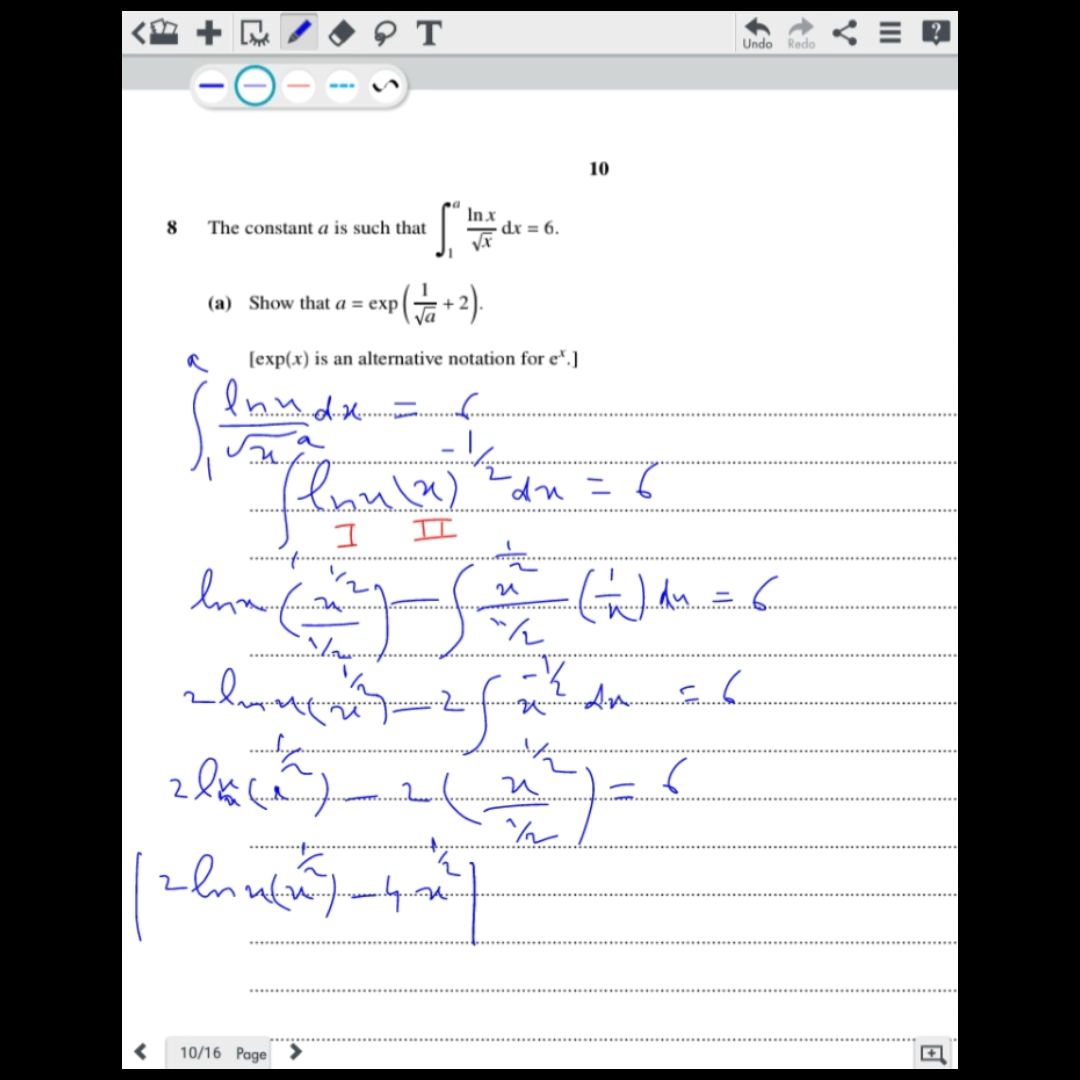 Undo Redo
10
8 The constant a is such that ∫₁ᵃ ln x/√x dx = 6.
(a) Show that a = exp(1/√a + 2).
[exp(x) is an alternative notation for eˣ.]
∫₁ᵃ ln x/√x dx = 6
∫₁ᵃ ln x (x)^(-1/2) dx = 6
I II
ln x (x^(1/2)/(1/2)) − ∫ x^(1/2)/(1/2) (1/x) dx = 6
2 ln x (x^(1/2)) − 2 ∫ x^(-1/2) dx = 6
2 ln x (x^(1/2)) − 2 (x^(1/2)/(1/2)) = 6
| 2 ln x (x^(1/2)) − 4 x^(1/2) |
10/16 Page